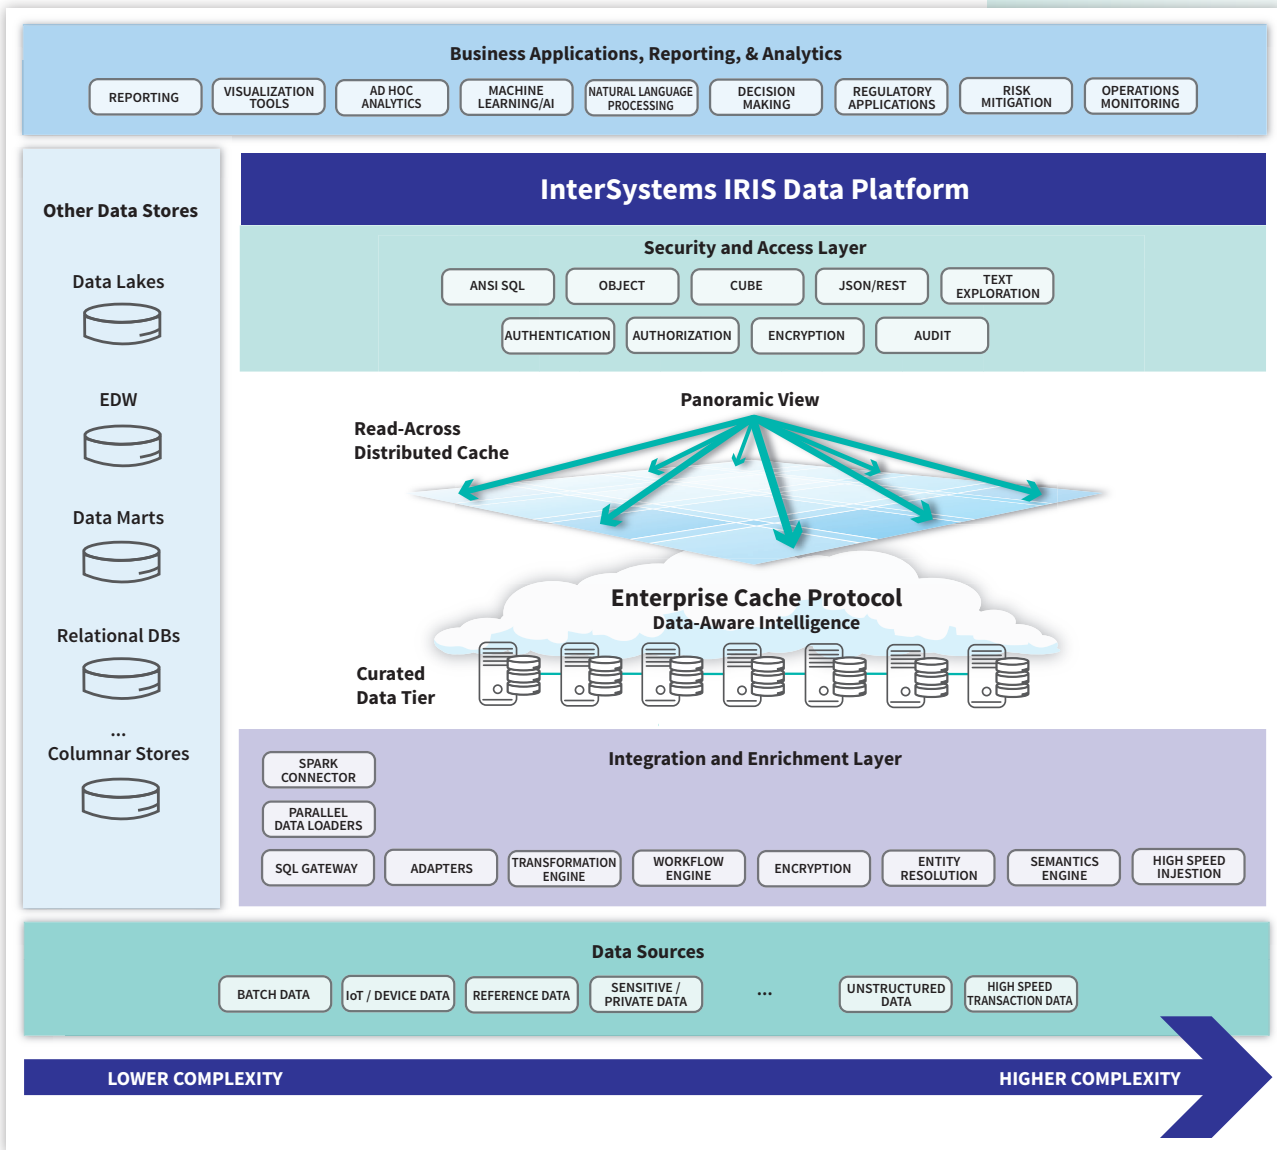 Business Applications, Reporting, & Analytics
REPORTING
VISUALIZATION
TOOLS
AD HOC
ANALYTICS
MACHINE
LEARNING/AI
NATURAL LANGUAGE
PROCESSING
DECISION
MAKING
REGULATORY
APPLICATIONS
RISK
MITIGATION
OPERATIONS
MONITORING
Other Data Stores
Data Lakes
EDW
Data Marts
Relational DBs
...
Columnar Stores
InterSystems IRIS Data Platform
Security and Access Layer
ANSI SQL
OBJECT
CUBE
JSON/REST
TEXT
EXPLORATION
AUTHENTICATION
AUTHORIZATION
ENCRYPTION
AUDIT
Panoramic View
Read-Across
Distributed Cache
Enterprise Cache Protocol
Data-Aware Intelligence
Curated
Data Tier
Integration and Enrichment Layer
SPARK
CONNECTOR
PARALLEL
DATA LOADERS
SQL GATEWAY
ADAPTERS
TRANSFORMATION
ENGINE
WORKFLOW
ENGINE
ENCRYPTION
ENTITY
RESOLUTION
SEMANTICS
ENGINE
HIGH SPEED
INJESTION
Data Sources
BATCH DATA
IoT / DEVICE DATA
REFERENCE DATA
SENSITIVE /
PRIVATE DATA
...
UNSTRUCTURED
DATA
HIGH SPEED
TRANSACTION DATA
LOWER COMPLEXITY
HIGHER COMPLEXITY